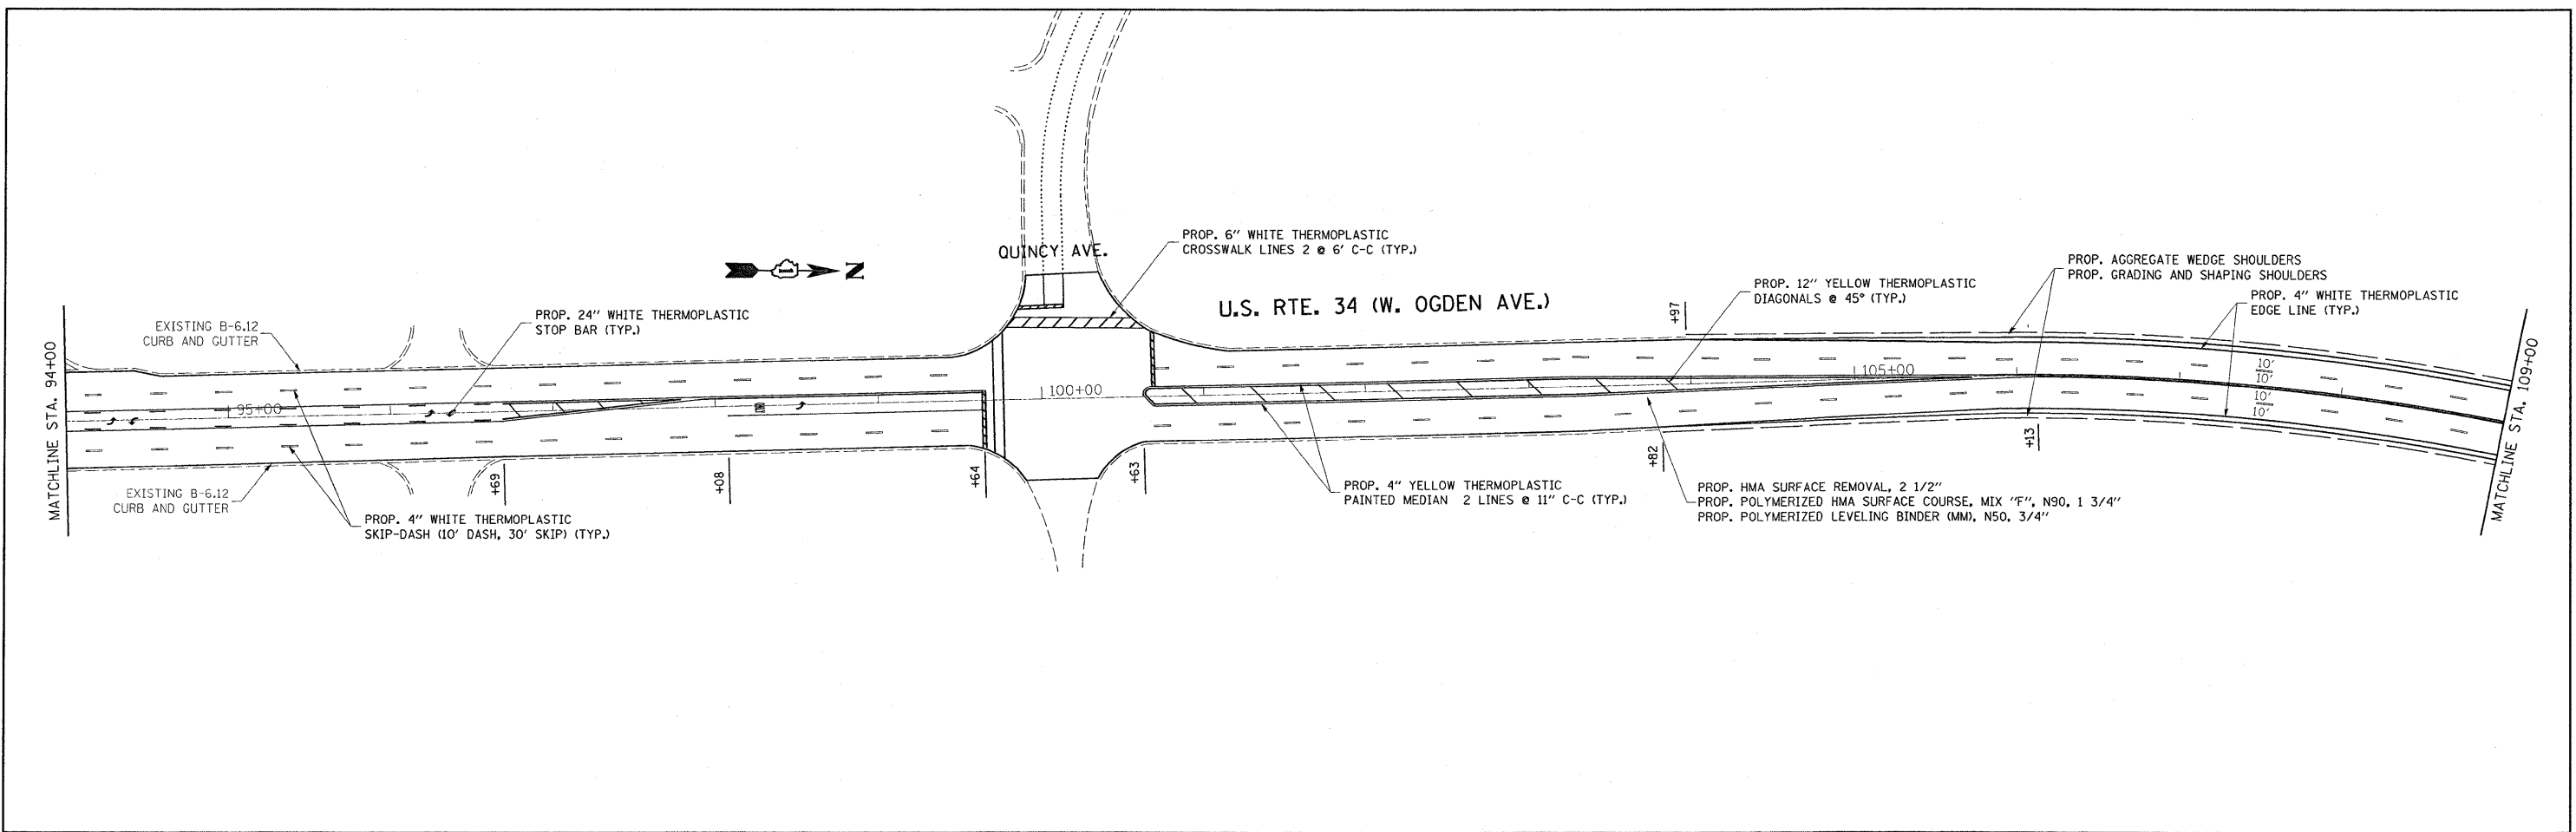 QUINCY AVE.
PROP. 6" WHITE THERMOPLASTIC
CROSSWALK LINES 2 @ 6' C-C (TYP.)
N
U.S. RTE. 34 (W. OGDEN AVE.)
PROP. AGGREGATE WEDGE SHOULDERS
PROP. GRADING AND SHAPING SHOULDERS
PROP. 12" YELLOW THERMOPLASTIC
DIAGONALS @ 45° (TYP.)
PROP. 4" WHITE THERMOPLASTIC
EDGE LINE (TYP.)
+97
PROP. 24" WHITE THERMOPLASTIC
STOP BAR (TYP.)
EXISTING B-6.12
CURB AND GUTTER
MATCHLINE STA. 94+00
95+00
100+00
105+00
10'
10'
10'
10'
MATCHLINE STA. 109+00
+69
+08
+64
+63
+82
+13
EXISTING B-6.12
CURB AND GUTTER
PROP. 4" WHITE THERMOPLASTIC
SKIP-DASH (10' DASH, 30' SKIP) (TYP.)
PROP. 4" YELLOW THERMOPLASTIC
PAINTED MEDIAN 2 LINES @ 11" C-C (TYP.)
PROP. HMA SURFACE REMOVAL, 2 1/2"
PROP. POLYMERIZED HMA SURFACE COURSE, MIX "F", N90, 1 3/4"
PROP. POLYMERIZED LEVELING BINDER (MM), N50, 3/4"